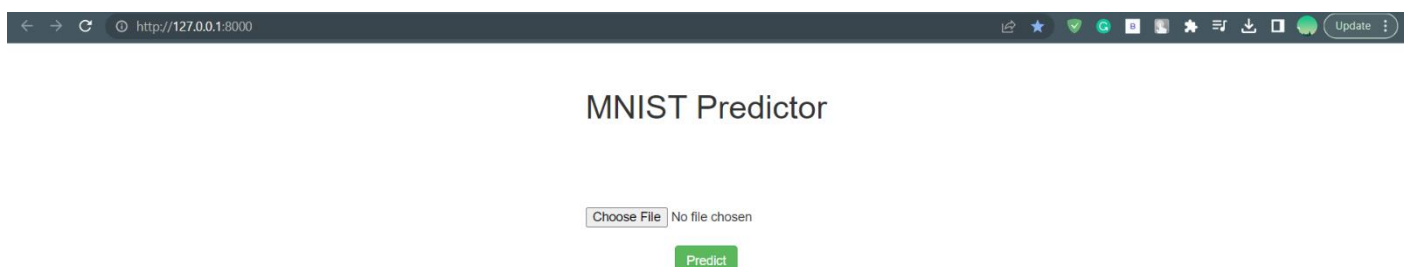 http://127.0.0.1:8000
Update
MNIST Predictor
Choose File No file chosen
Predict